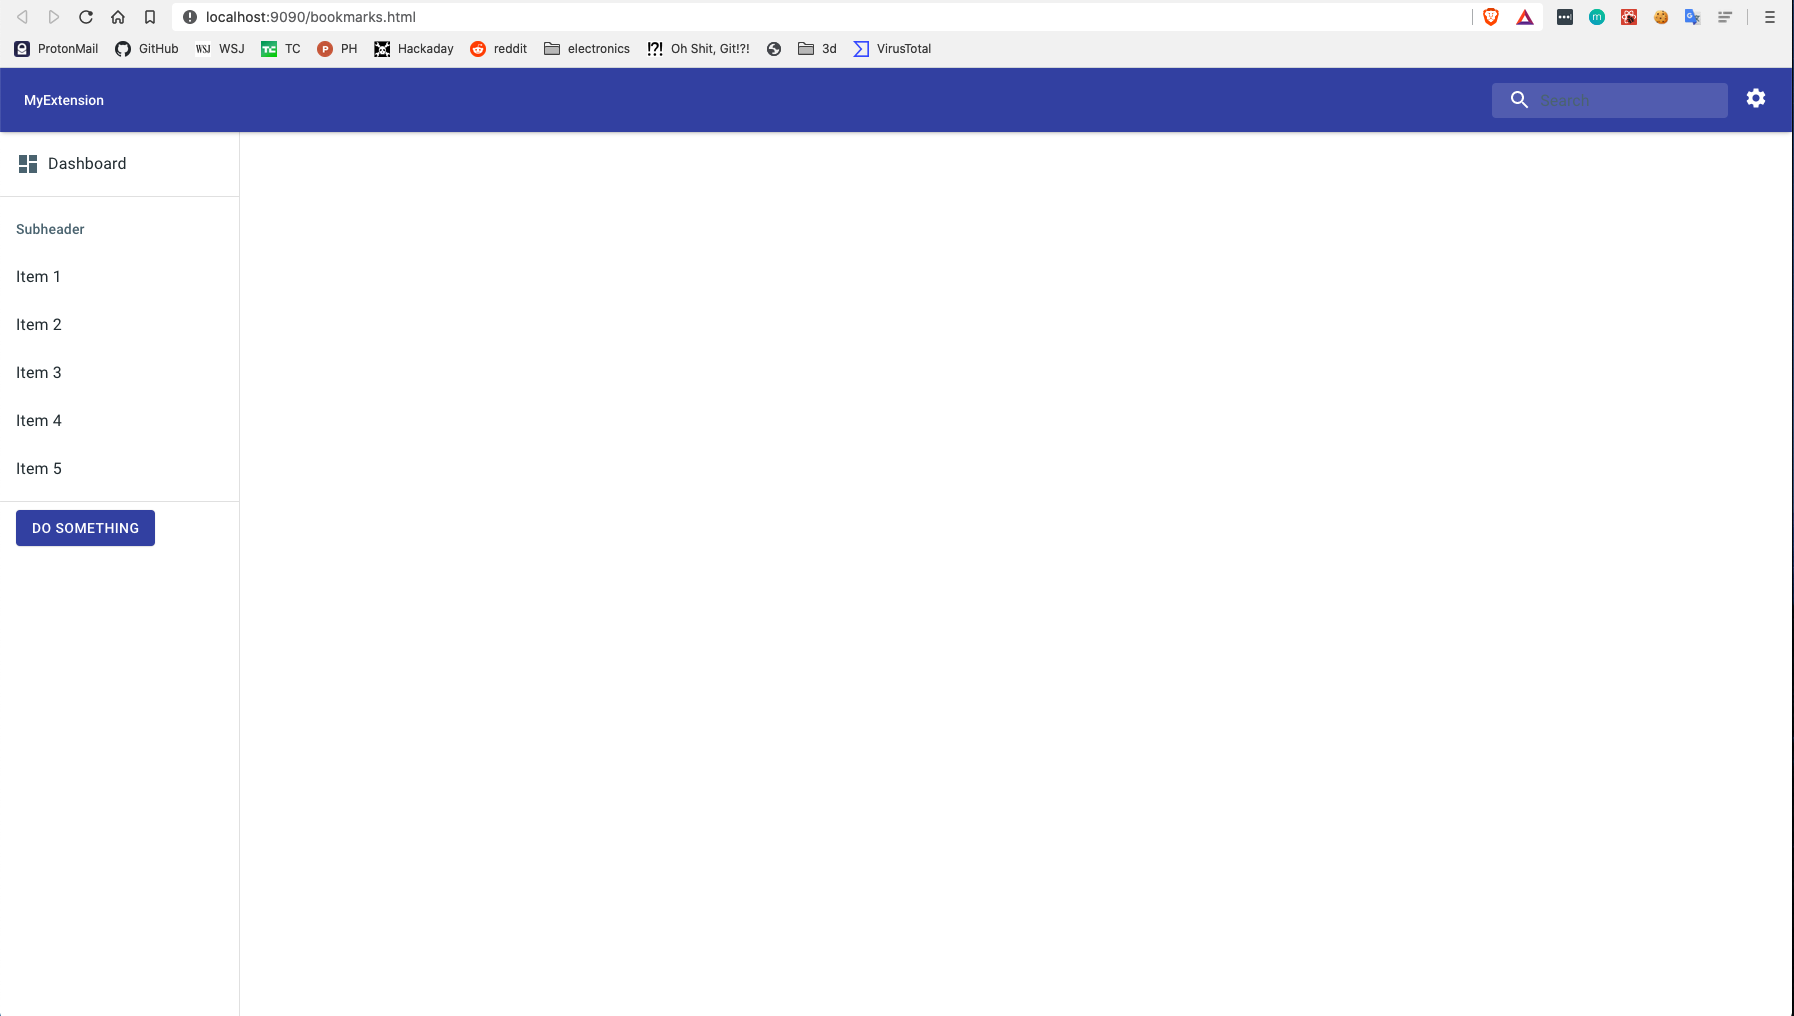 localhost:9090/bookmarks.html
ProtonMail GitHub WSJ WSJ TC TC P PH Hackaday reddit electronics !?! Oh Shit, Git!?! 3d VirusTotal
MyExtension Search
Dashboard
Subheader
Item 1
Item 2
Item 3
Item 4
Item 5
DO SOMETHING